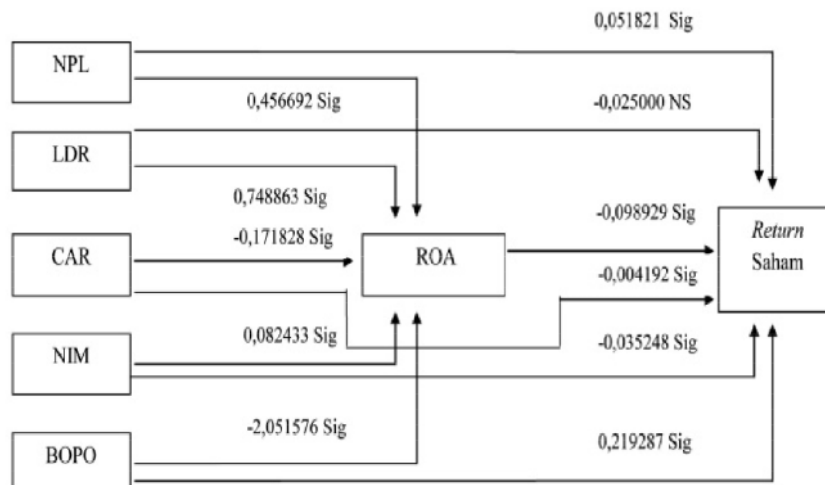 0,051821 Sig
NPL
0,456692 Sig
-0,025000 NS
LDR
0,748863 Sig
-0,098929 Sig
Return
Saham
CAR
-0,171828 Sig
ROA
-0,004192 Sig
NIM
0,082433 Sig
-0,035248 Sig
BOPO
-2,051576 Sig
0,219287 Sig